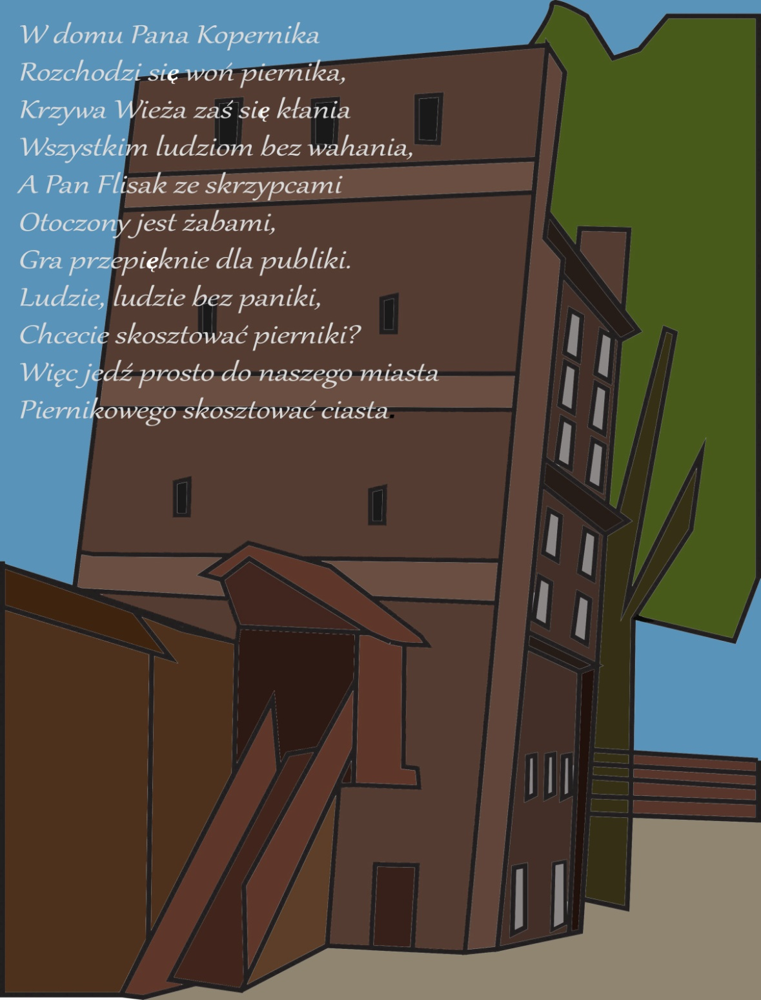 W domu Pana Kopernika
Rozchodzi się woń piernika,
Krzywa Wieża zaś się kłania
Wszystkim ludziom bez wahania,
A Pan Flisak ze skrzypcami
Otoczony jest żabami,
Gra przepięknie dla publiki.
Ludzie, ludzie bez paniki,
Chcecie skosztować pierniki?
Więc jedź prosto do naszego miasta
Piernikowego skosztować ciasta.